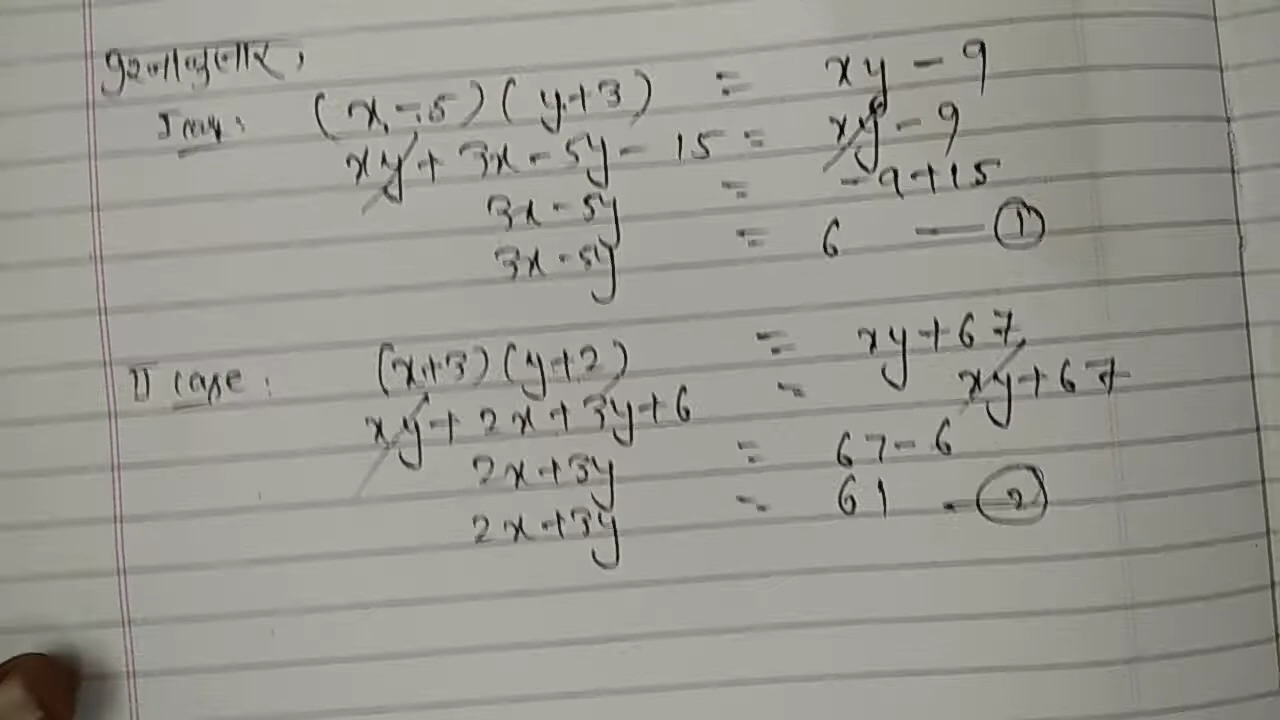 प्रश्नानुसार,
I case: (x-5)(y+3) = xy-9
xy+3x-5y-15 = xy-9
3x-5y = -9+15
3x-5y = 6 — ①
II case: (x+3)(y+2) = xy+67
xy+2x+3y+6 = xy+67
2x+3y = 67-6
2x+3y = 61 - ②